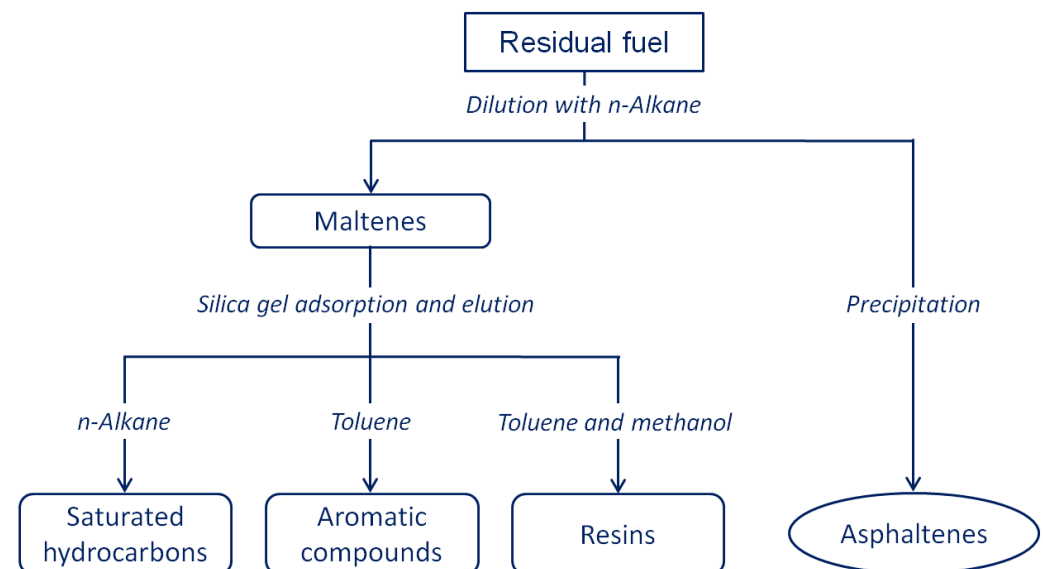 Residual fuel
Dilution with n-Alkane
Maltenes
Silica gel adsorption and elution
Precipitation
n-Alkane
Toluene
Toluene and methanol
Saturated
hydrocarbons
Aromatic
compounds
Resins
Asphaltenes